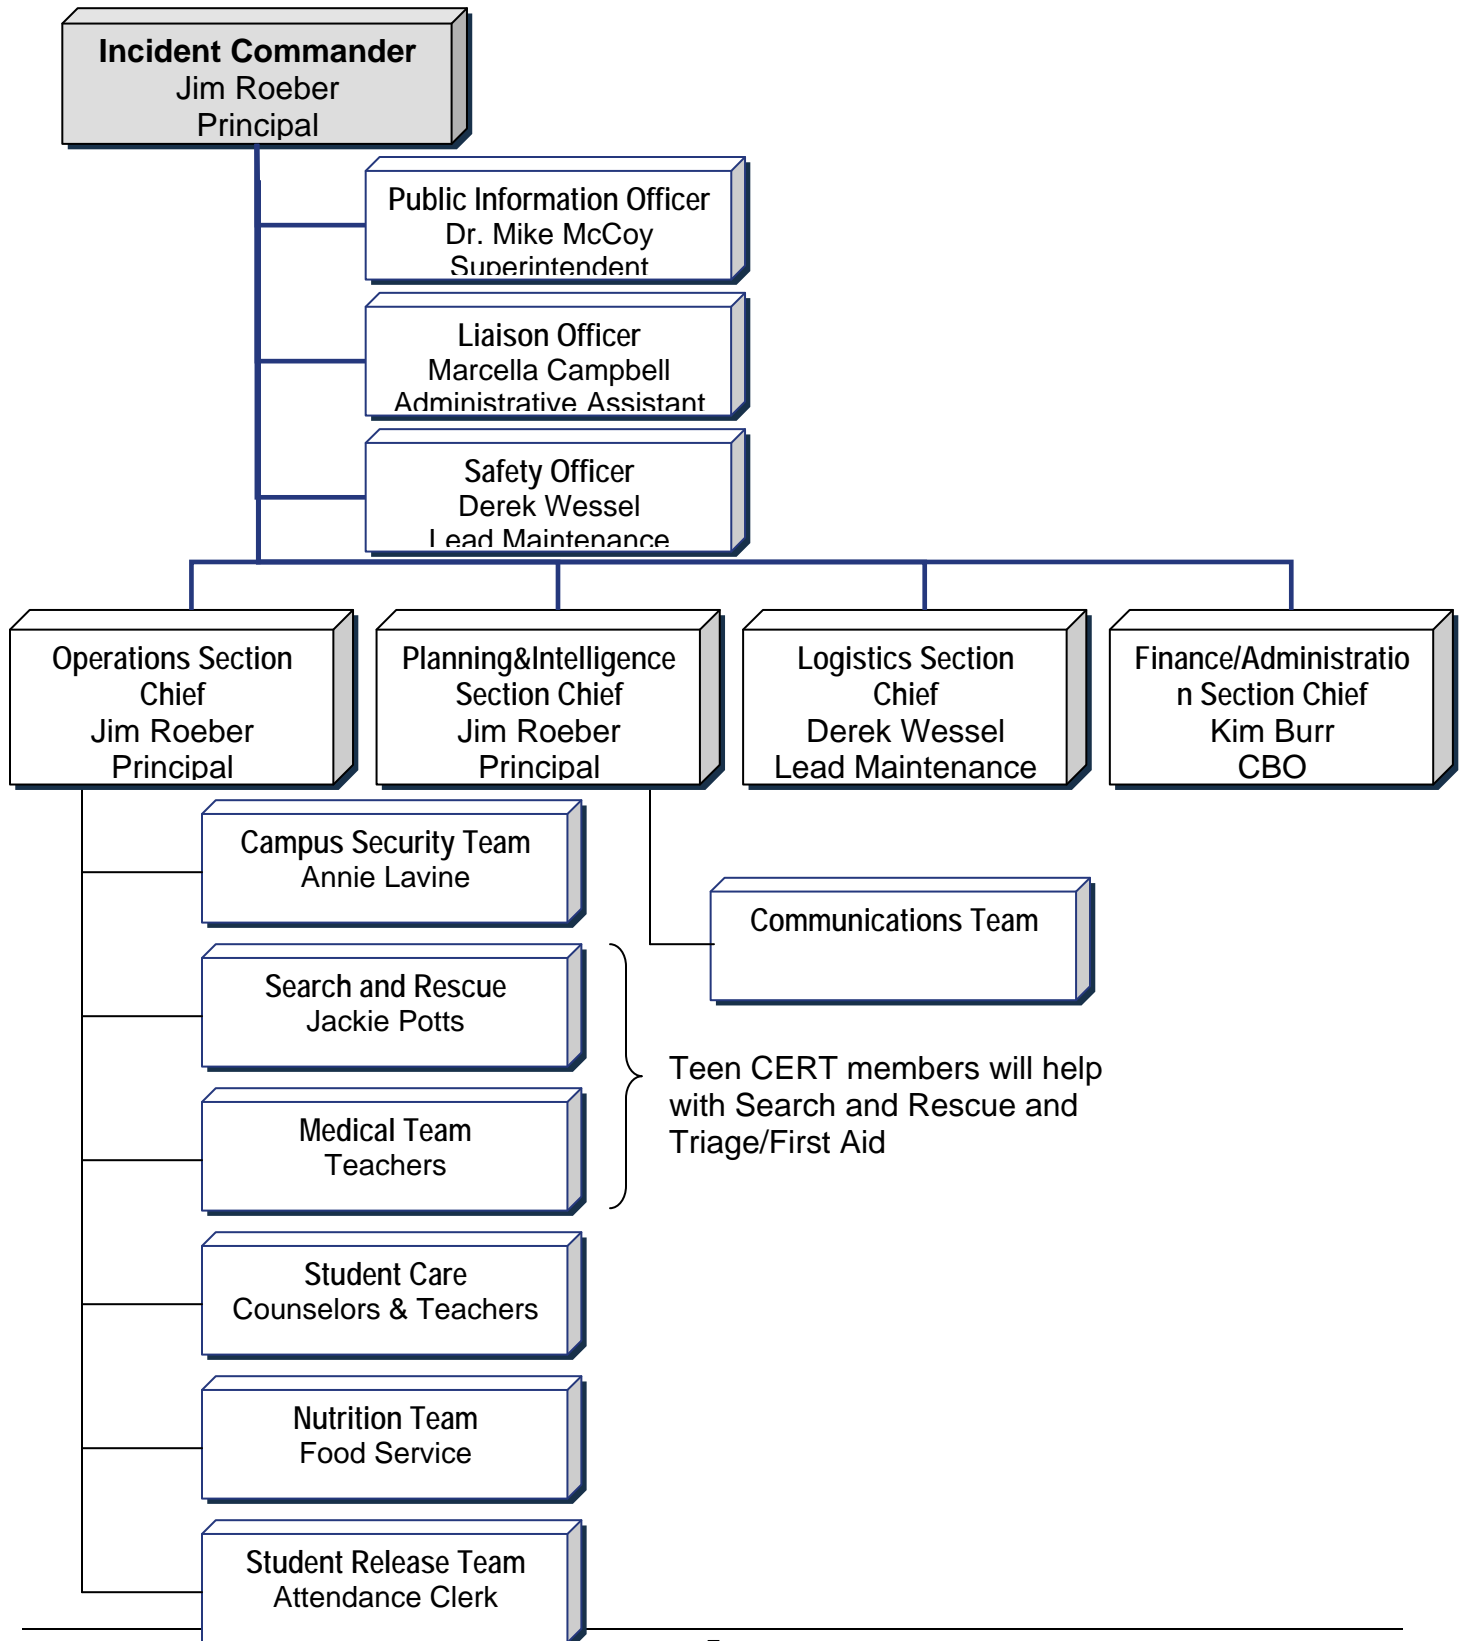 Incident Commander
Jim Roeber
Principal
Public Information Officer
Dr. Mike McCoy
Superintendent
Liaison Officer
Marcella Campbell
Administrative Assistant
Safety Officer
Derek Wessel
Lead Maintenance
Operations Section
Chief
Jim Roeber
Principal
Planning&Intelligence
Section Chief
Jim Roeber
Principal
Logistics Section
Chief
Derek Wessel
Lead Maintenance
Finance/Administratio
n Section Chief
Kim Burr
CBO
Campus Security Team
Annie Lavine
Communications Team
Search and Rescue
Jackie Potts
Teen CERT members will help
with Search and Rescue and
Triage/First Aid
Medical Team
Teachers
Student Care
Counselors & Teachers
Nutrition Team
Food Service
Student Release Team
Attendance Clerk